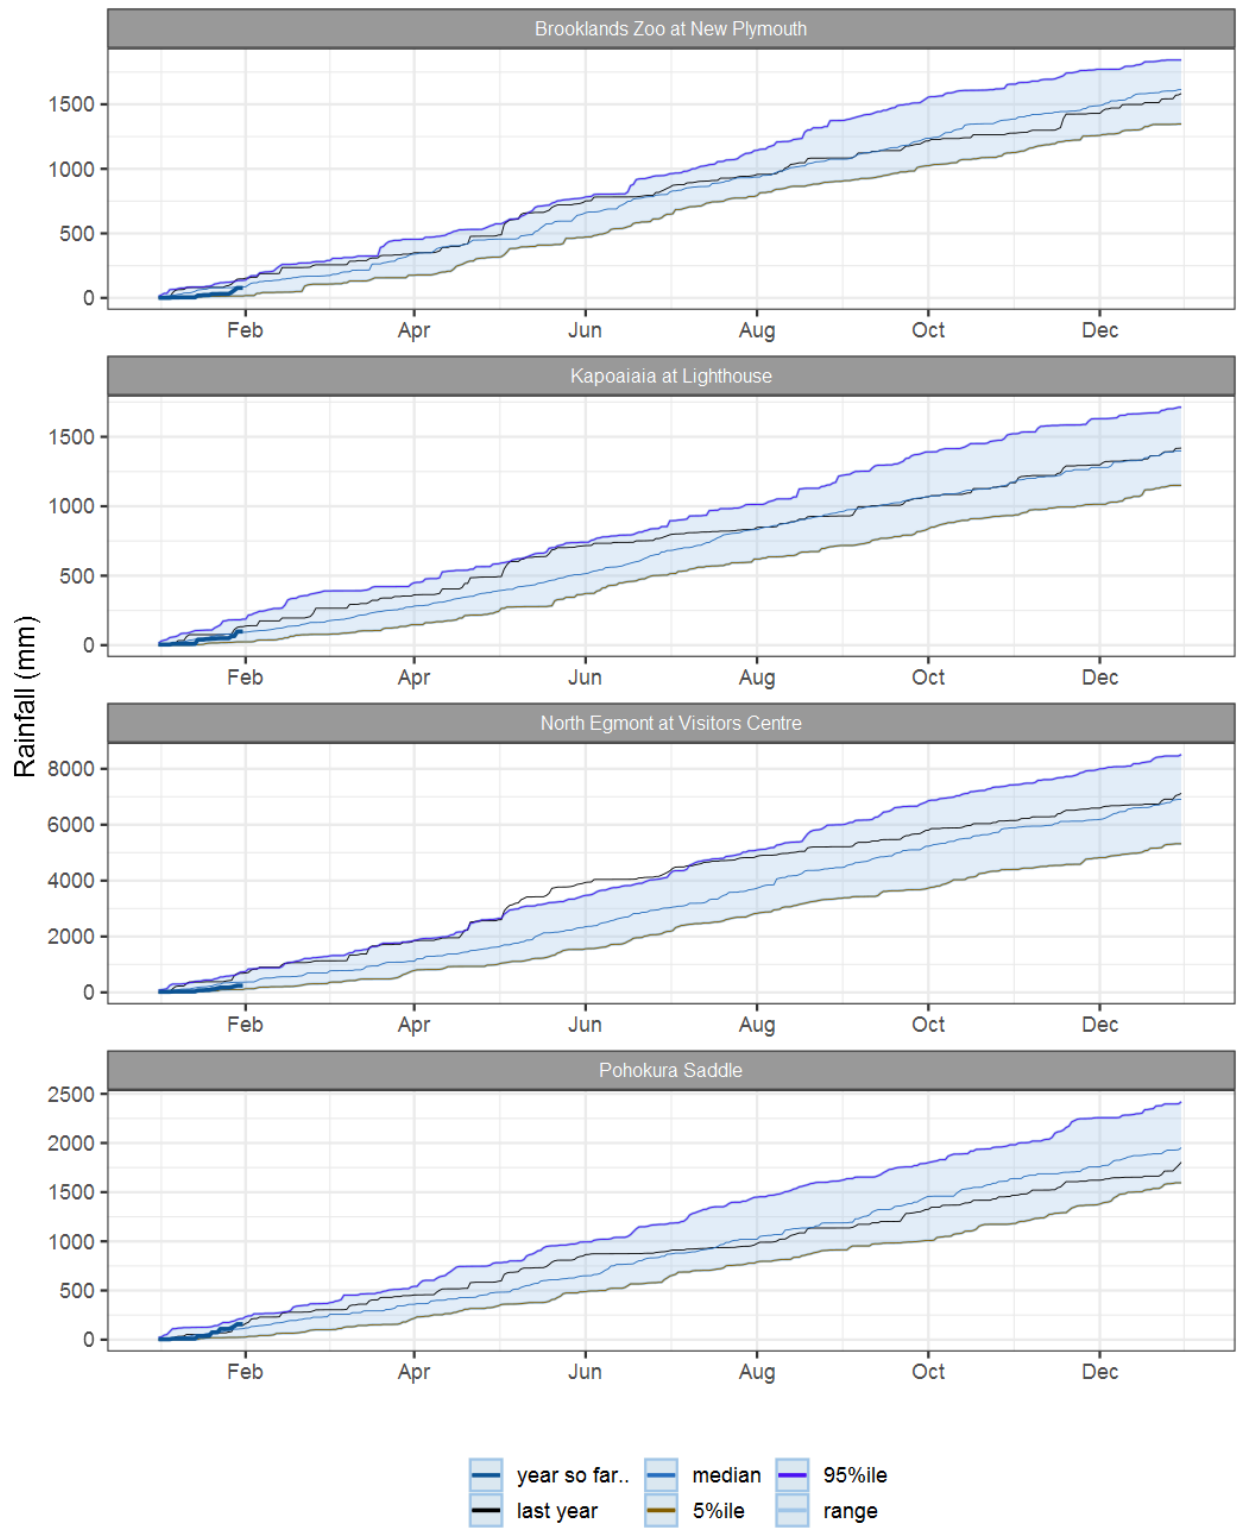 Brooklands Zoo at New Plymouth
1500
1000
500
0
Feb Apr Jun Aug Oct Dec
Kapoaiaia at Lighthouse
1500
1000
500
0
Feb Apr Jun Aug Oct Dec
Rainfall (mm)
North Egmont at Visitors Centre
8000
6000
4000
2000
0
Feb Apr Jun Aug Oct Dec
Pohokura Saddle
2500
2000
1500
1000
500
0
Feb Apr Jun Aug Oct Dec
year so far.. median 95%ile
last year 5%ile range